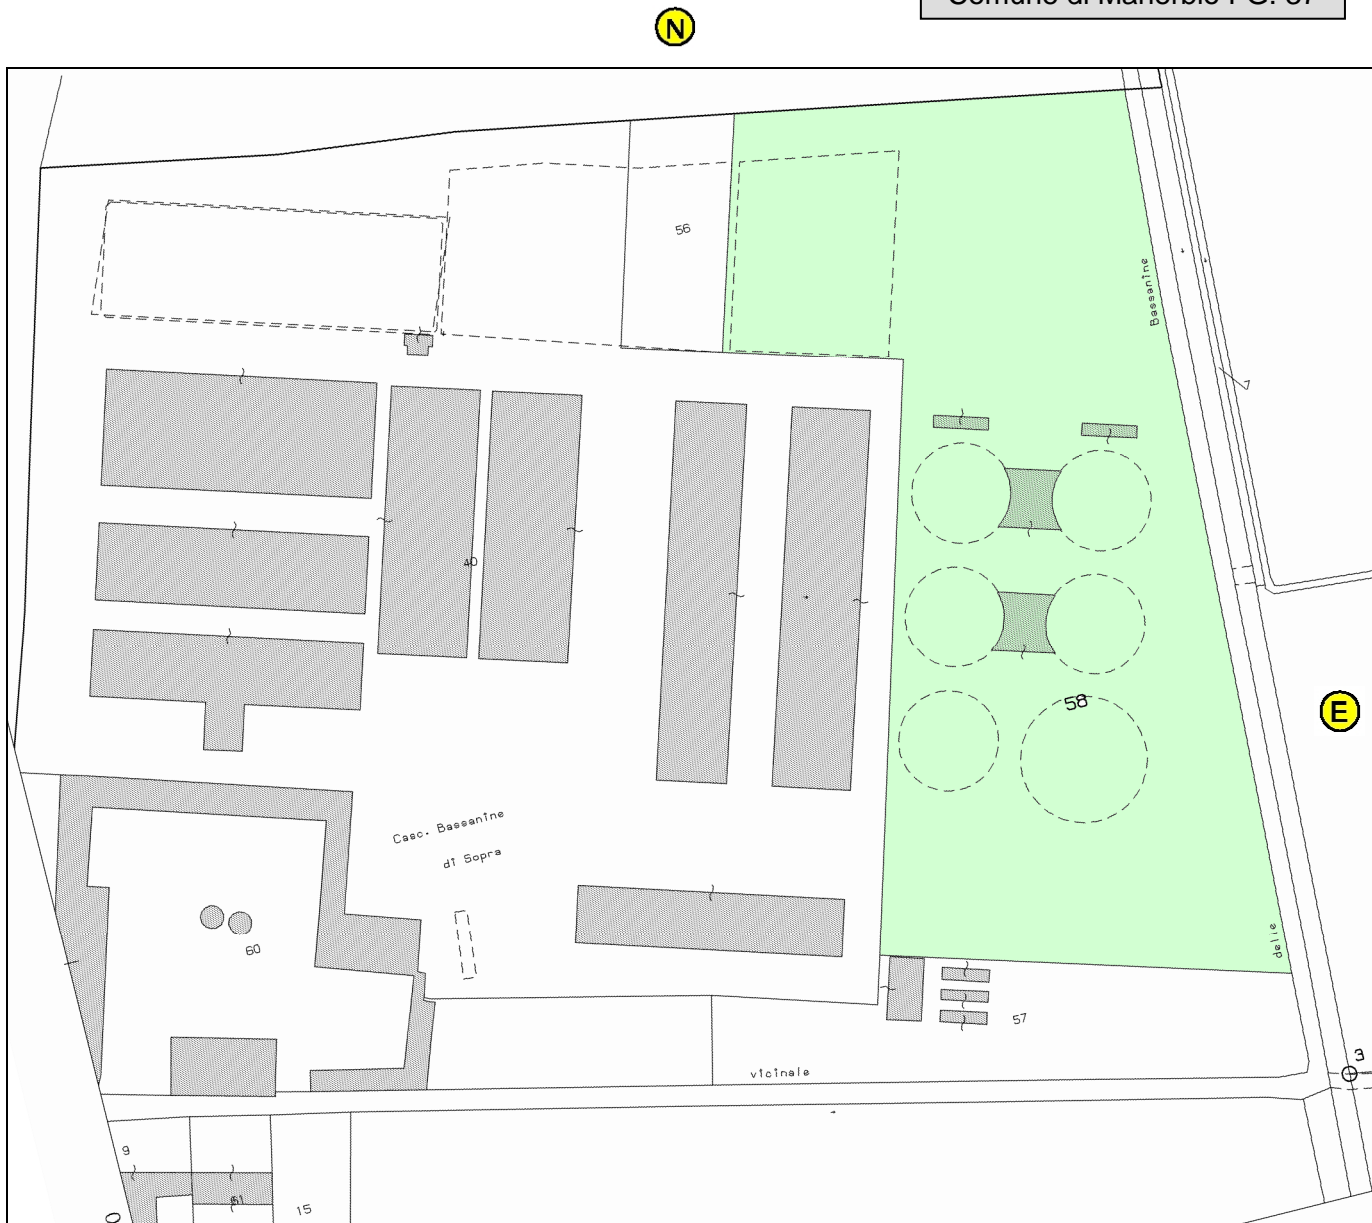 Comune di Manerbio FG. 37
N
56
Bassanine
7
40
E
58
Casc. Bassanine
di Sopra
delle
60
57
3
vicinale
9
61
15
0